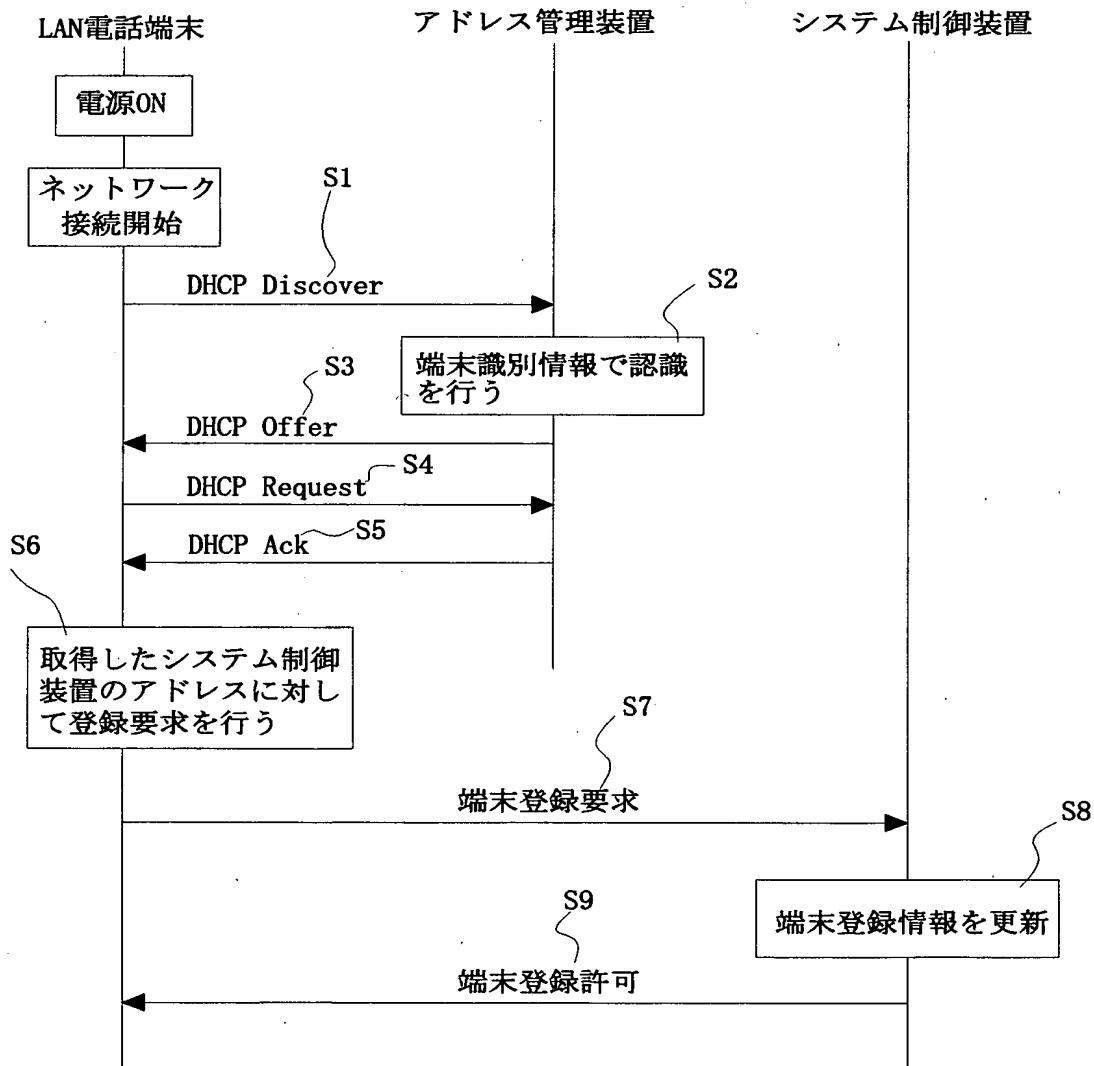 LAN電話端末
アドレス管理装置
システム制御装置
電源ON
ネットワーク
接続開始
S1
DHCP Discover
S2
端末識別情報で認識
を行う
S3
DHCP Offer
S4
DHCP Request
S5
DHCP Ack
S6
取得したシステム制御
装置のアドレスに対し
て登録要求を行う
S7
端末登録要求
S8
端末登録情報を更新
S9
端末登録許可